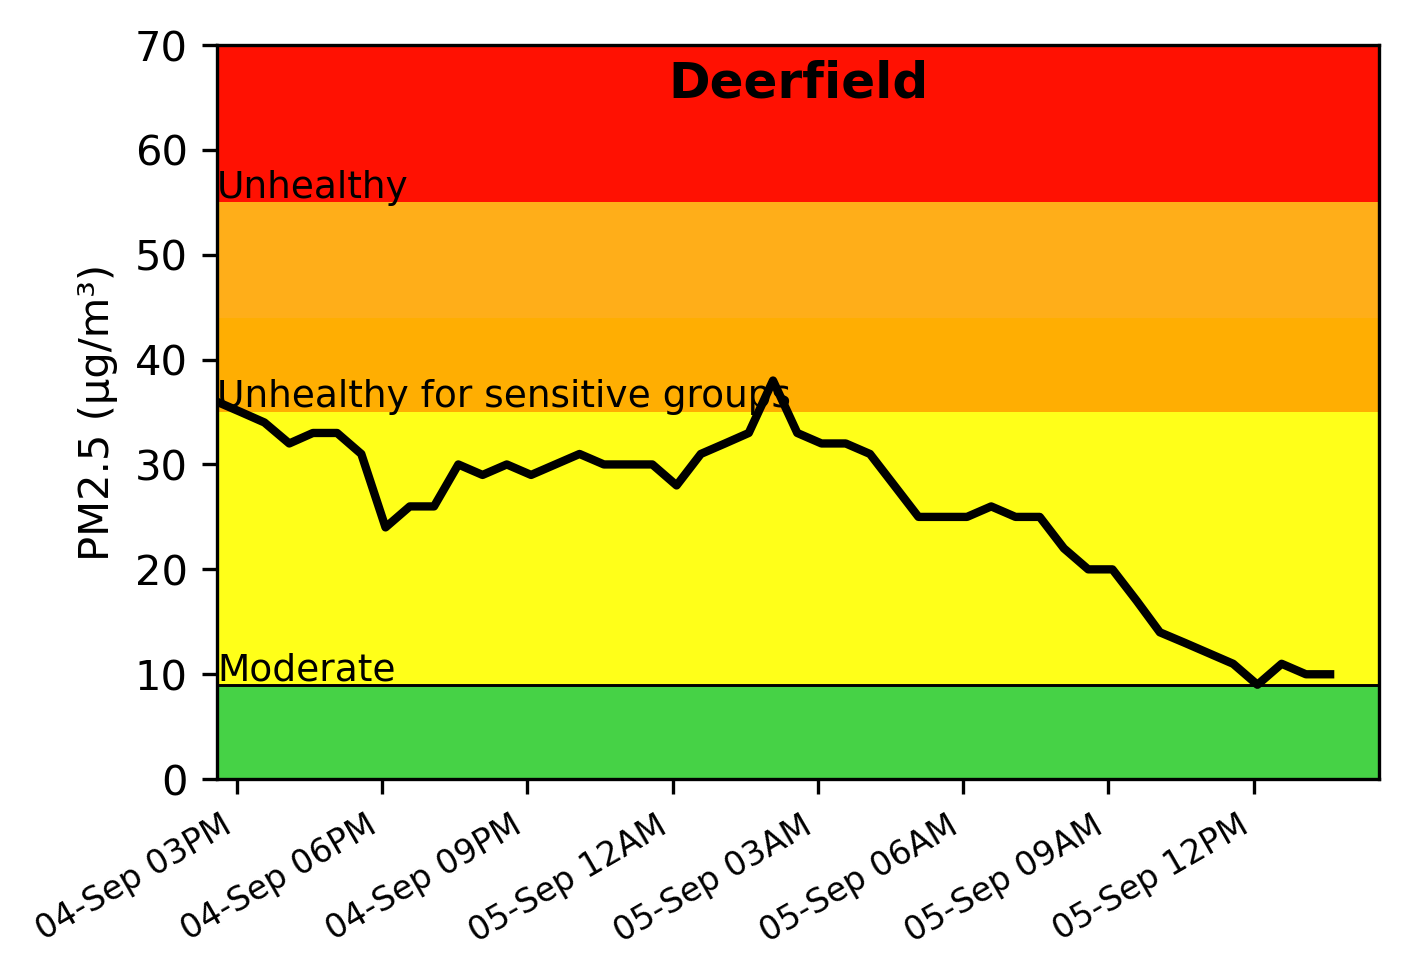 Deerfield
70
60
Unhealthy
50
40
Unhealthy for sensitive groups
30
20
10
Moderate
0
PM2.5 (µg/m³)
04-Sep 03PM
04-Sep 06PM
04-Sep 09PM
05-Sep 12AM
05-Sep 03AM
05-Sep 06AM
05-Sep 09AM
05-Sep 12PM